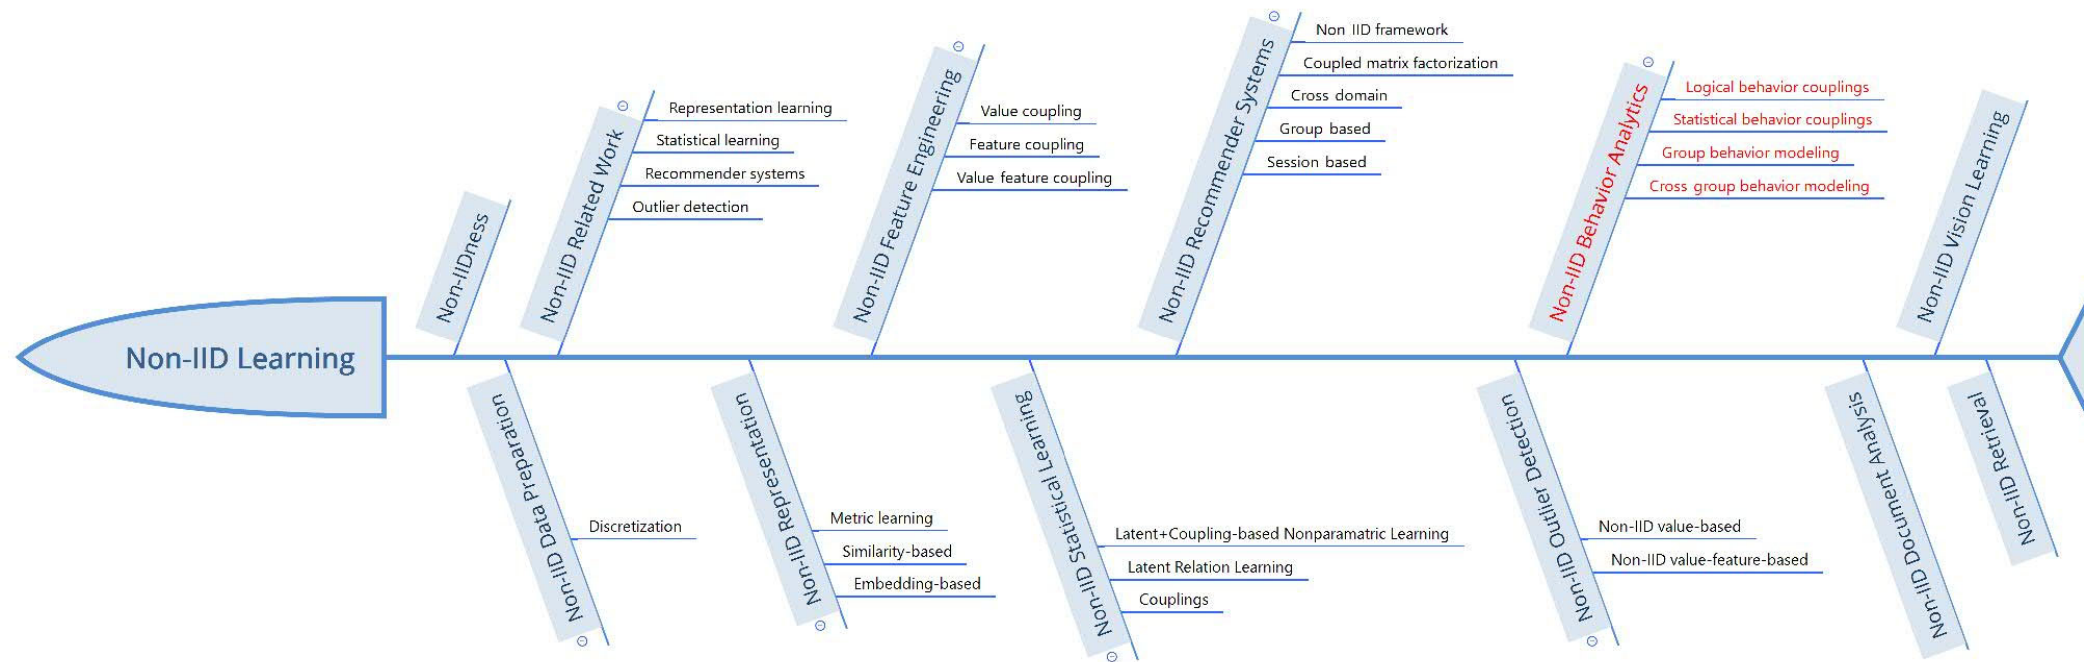 Non-IID Learning
Non-IIDness
Non-IID Related Work
Representation learning
Statistical learning
Recommender systems
Outlier detection
Non-IID Feature Engineering
Value coupling
Feature coupling
Value feature coupling
Non-IID Recommender Systems
Non IID framework
Coupled matrix factorization
Cross domain
Group based
Session based
Non-IID Behavior Analytics
Logical behavior couplings
Statistical behavior couplings
Group behavior modeling
Cross group behavior modeling
Non-IID Vision Learning
Non-IID Data Preparation
Discretization
Non-IID Representation
Metric learning
Similarity-based
Embedding-based
Non-IID Statistical Learning
Latent+Coupling-based Nonparamatric Learning
Latent Relation Learning
Couplings
Non-IID Outlier Detection
Non-IID value-based
Non-IID value-feature-based
Non-IID Document Analysis
Non-IID Retrieval